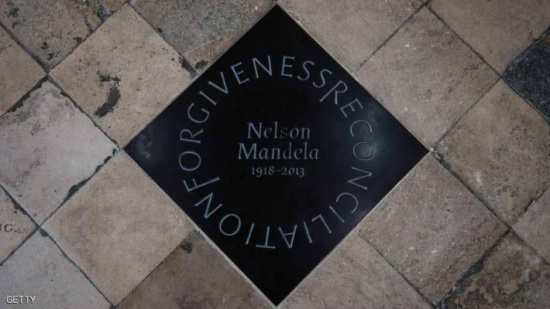 FORGIVENESS RECONCILIATION
Nelson
Mandela
1918–2013
GETTY